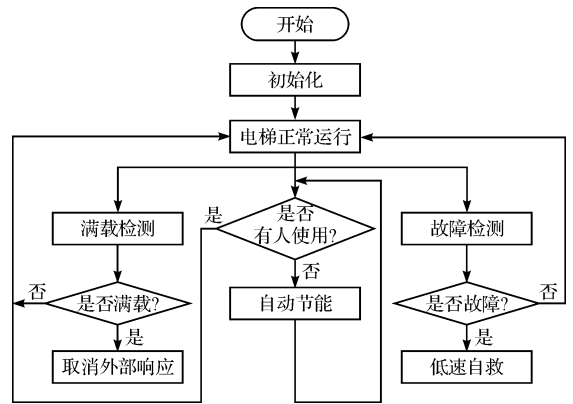 开始
初始化
电梯正常运行
满载检测
是
是否
有人使用?
故障检测
否
是否满载?
否
自动节能
是否故障?
否
是
取消外部响应
是
低速自救